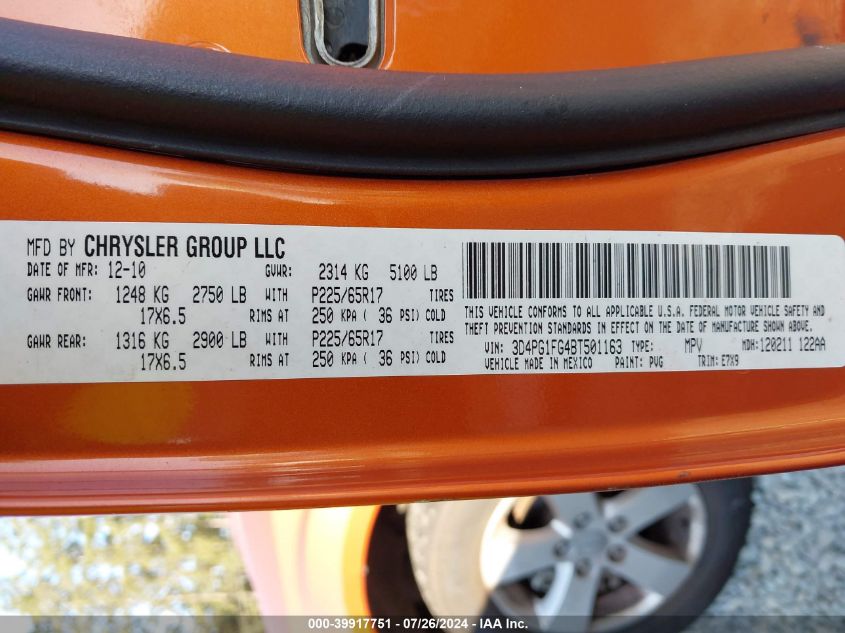 MFD BY CHRYSLER GROUP LLC
DATE OF MFR: 12-10 GVWR: 2314 KG 5100 LB
GAWR FRONT: 1248 KG 2750 LB WITH P225/65R17 TIRES
17X6.5 RIMS AT 250 KPA ( 36 PSI) COLD
GAWR REAR: 1316 KG 2900 LB WITH P225/65R17 TIRES
17X6.5 RIMS AT 250 KPA ( 36 PSI) COLD
THIS VEHICLE CONFORMS TO ALL APPLICABLE U.S.A. FEDERAL MOTOR VEHICLE SAFETY AND
THEFT PREVENTION STANDARDS IN EFFECT ON THE DATE OF MANUFACTURE SHOWN ABOVE.
VIN: 3D4PG1FG4BT501163 TYPE: MPV MDH: 120211 122AA
VEHICLE MADE IN MEXICO PAINT: PVG TRIM: E7X9
000-39917751 - 07/26/2024 - IAA Inc.